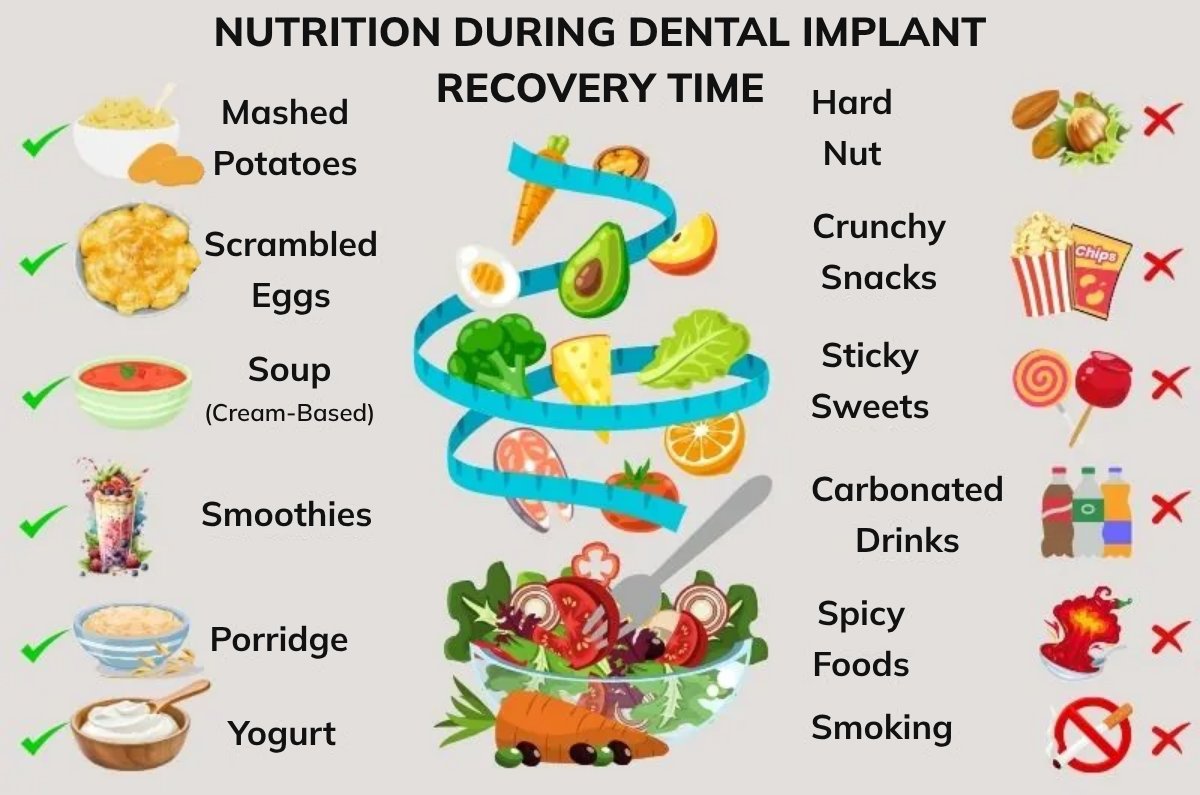 NUTRITION DURING DENTAL IMPLANT
RECOVERY TIME
Mashed
Potatoes
Scrambled
Eggs
Soup
(Cream-Based)
Smoothies
Porridge
Yogurt
Hard
Nut
Crunchy
Snacks
Chips
Sticky
Sweets
Carbonated
Drinks
Spicy
Foods
Smoking